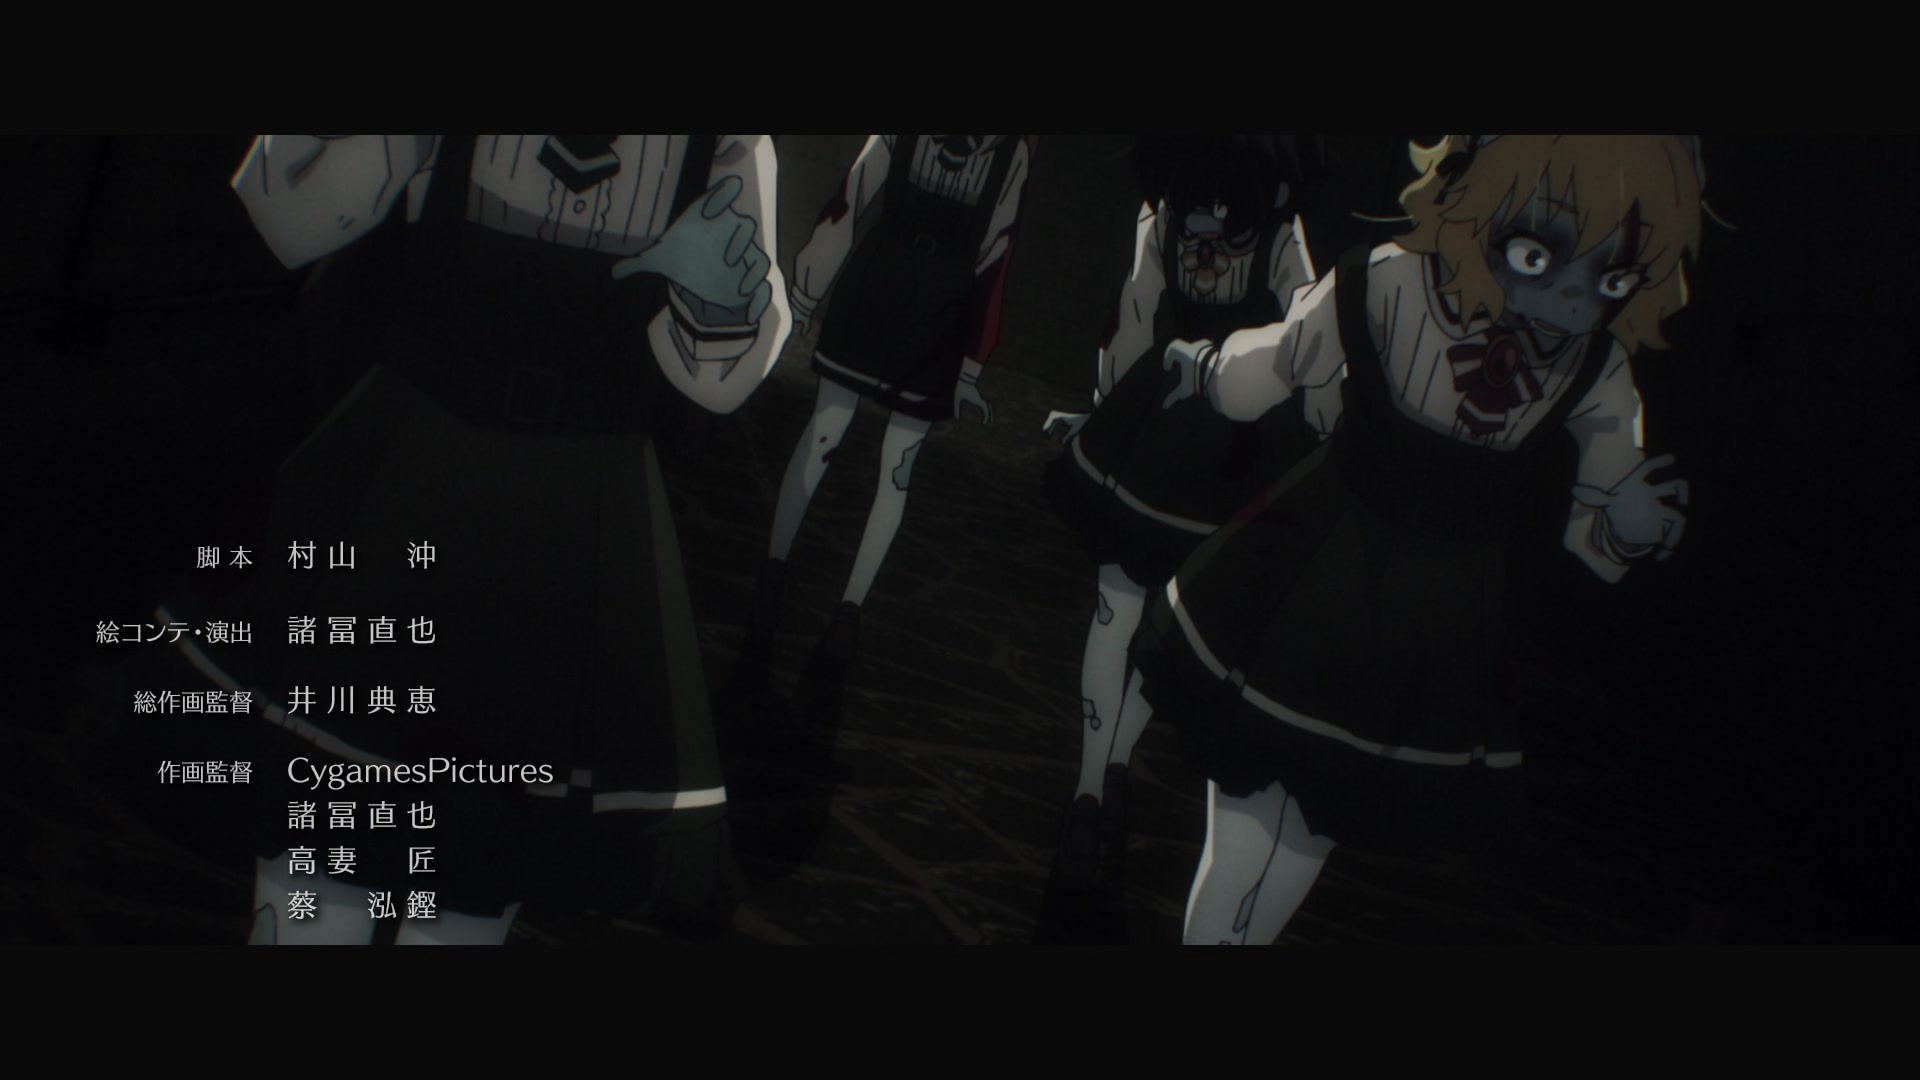 脚本 村山 沖
絵コンテ・演出 諸冨直也
総作画監督 井川典恵
作画監督 CygamesPictures
諸冨直也
高妻 匠
蔡 泓鏗